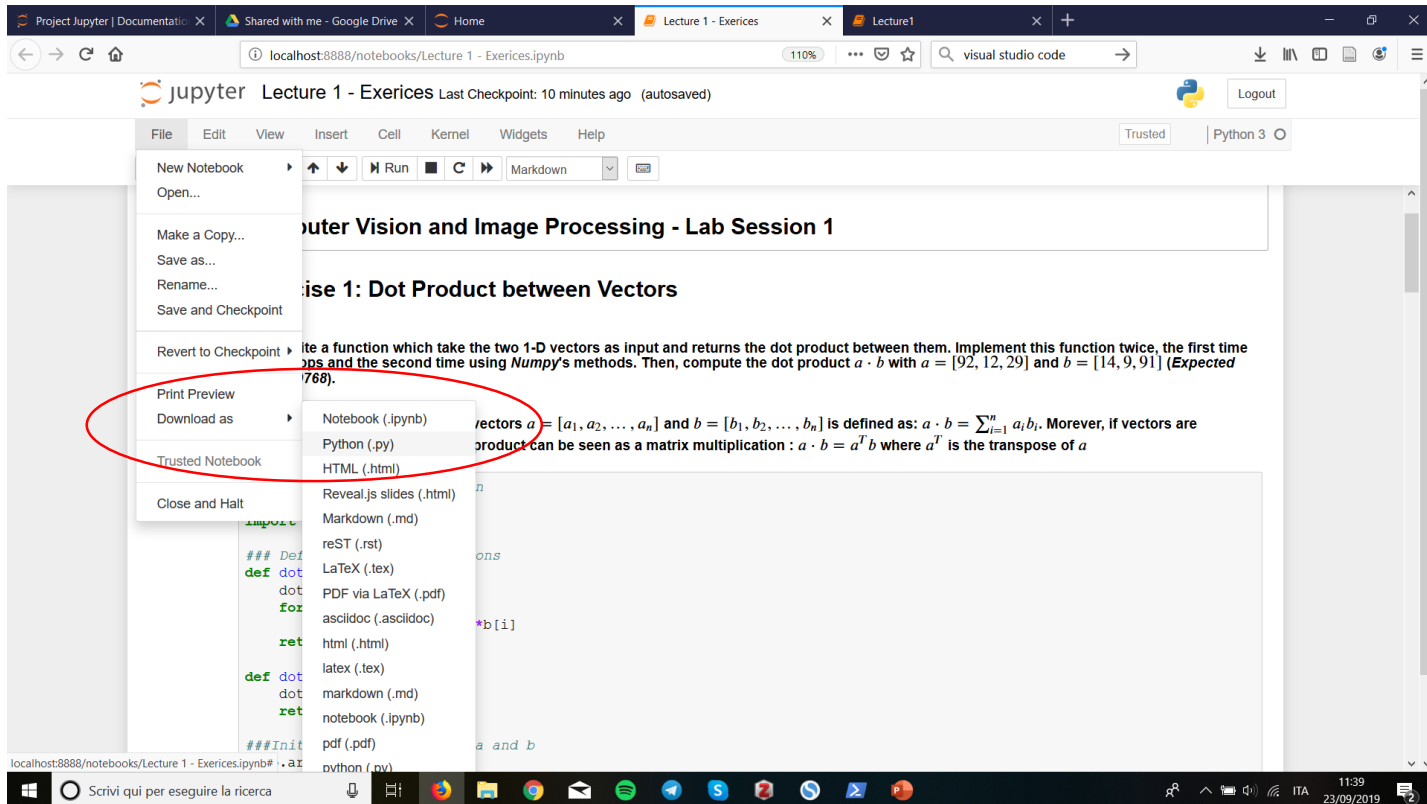 Project Jupyter | Documentatio
Shared with me - Google Drive
Home
Lecture 1 - Exerices
Lecture1
localhost:8888/notebooks/Lecture 1 - Exerices.ipynb
110%
visual studio code
jupyter Lecture 1 - Exerices Last Checkpoint: 10 minutes ago (autosaved)
Logout
File Edit View Insert Cell Kernel Widgets Help
Trusted
Python 3
New Notebook
Run
Markdown
Open...
Make a Copy...
Save as...
Rename...
Save and Checkpoint
Revert to Checkpoint
Print Preview
Download as
Trusted Notebook
Close and Halt
Notebook (.ipynb)
Python (.py)
HTML (.html)
Reveal.js slides (.html)
Markdown (.md)
reST (.rst)
LaTeX (.tex)
PDF via LaTeX (.pdf)
asciidoc (.asciidoc)
html (.html)
latex (.tex)
markdown (.md)
notebook (.ipynb)
pdf (.pdf)
python (.py)
outer Vision and Image Processing - Lab Session 1
ise 1: Dot Product between Vectors
ite a function which take the two 1-D vectors as input and returns the dot product between them. Implement this function twice, the first time
ops and the second time using Numpy's methods. Then, compute the dot product a · b with a = [92, 12, 29] and b = [14, 9, 91] (Expected
9768).
vectors a = [a₁, a₂, … , aₙ] and b = [b₁, b₂, … , bₙ] is defined as: a · b = ∑ⁿᵢ₌₁ aᵢbᵢ. Morever, if vectors are
product can be seen as a matrix multiplication : a · b = aᵀb where aᵀ is the transpose of a
n
import
### Def ons
def dot
dot
for
*b[i]
ret
def dot
dot
ret
###Init a and b
.ar
localhost:8888/notebooks/Lecture 1 - Exerices.ipynb#
Scrivi qui per eseguire la ricerca
ITA
11:39
23/09/2019